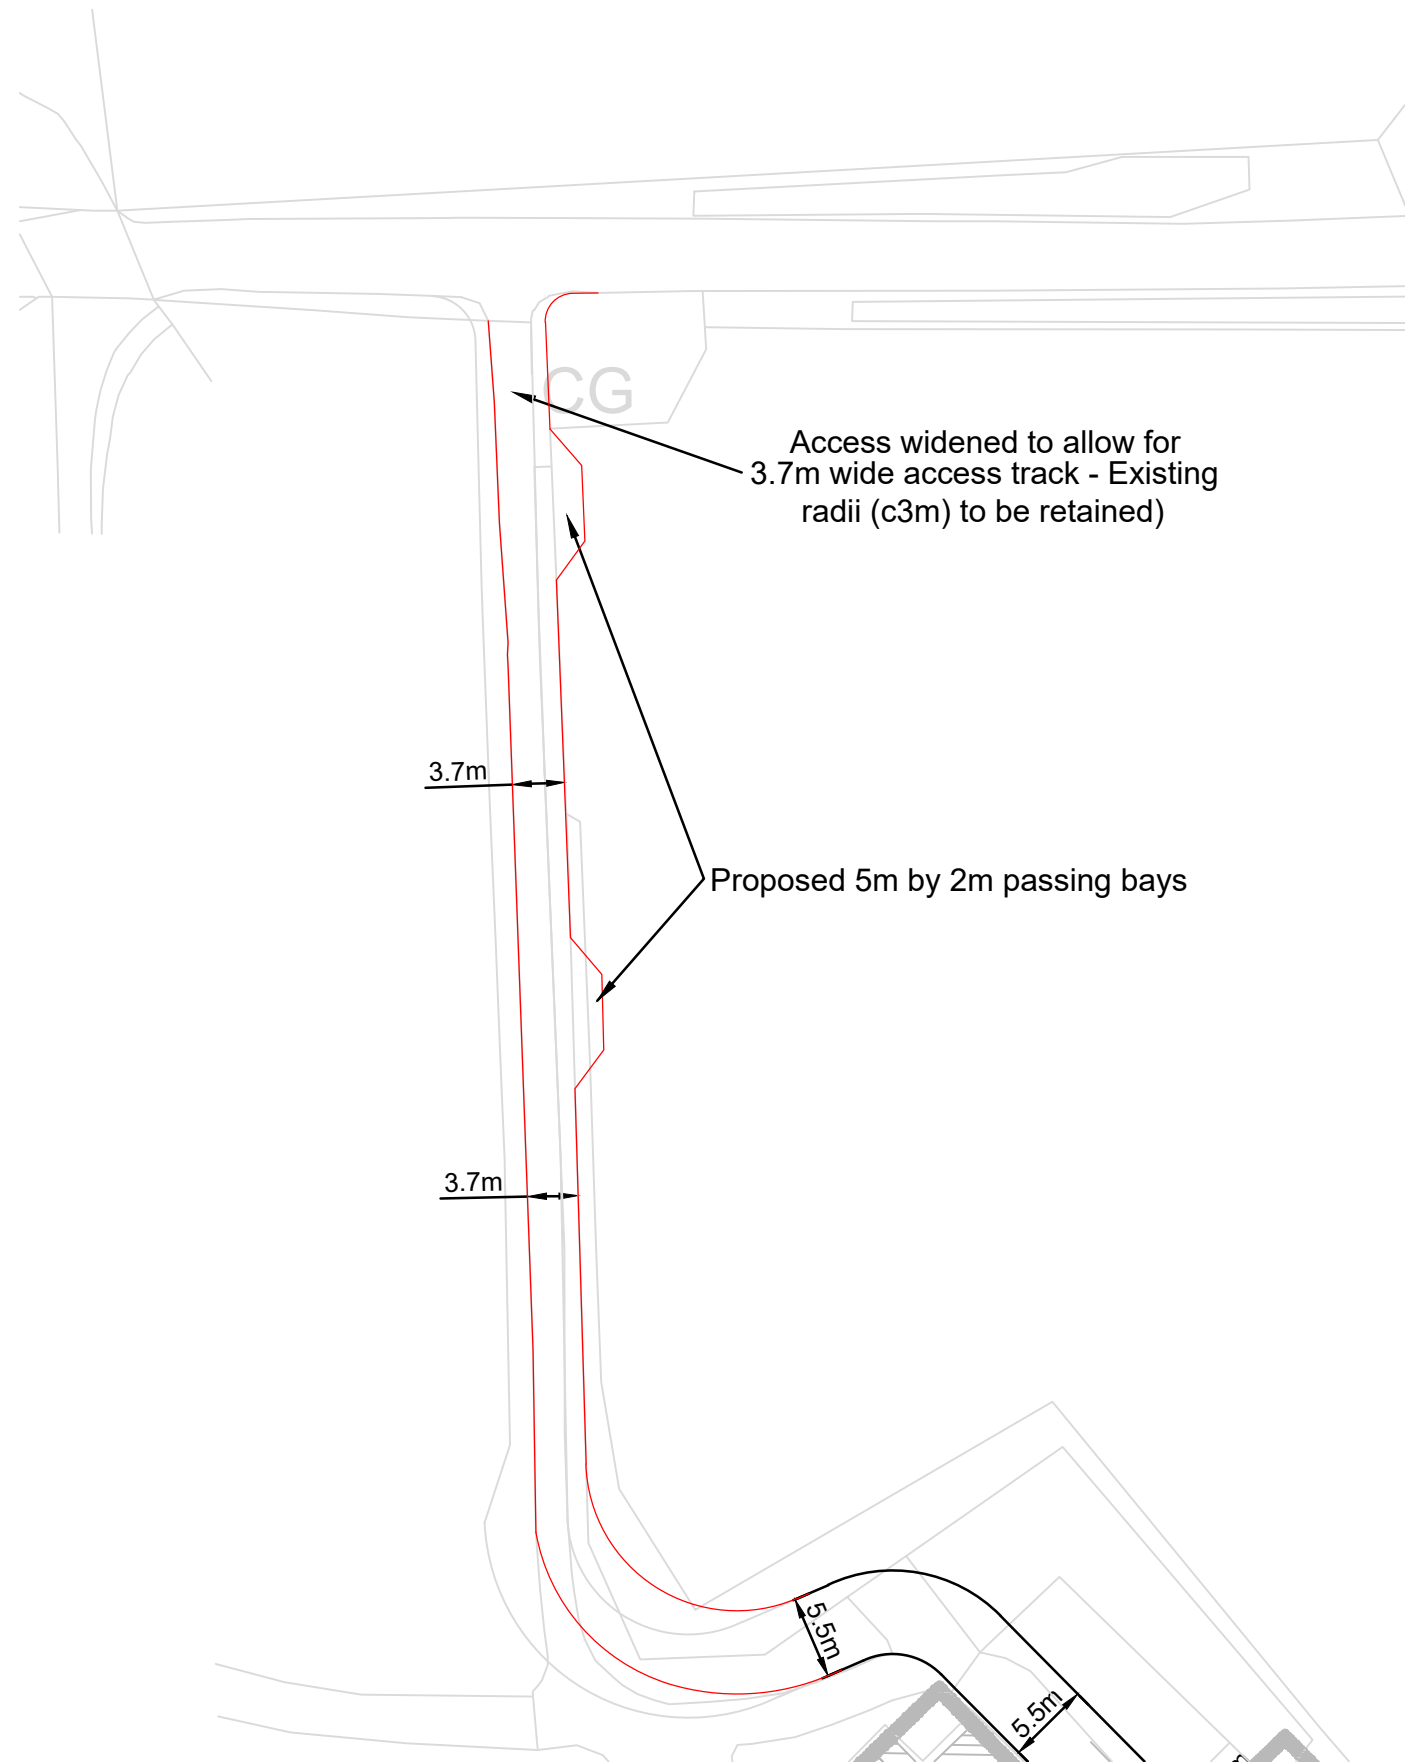 CG
Access widened to allow for
3.7m wide access track - Existing
radii (c3m) to be retained)
3.7m
Proposed 5m by 2m passing bays
3.7m
5.5m
5.5m